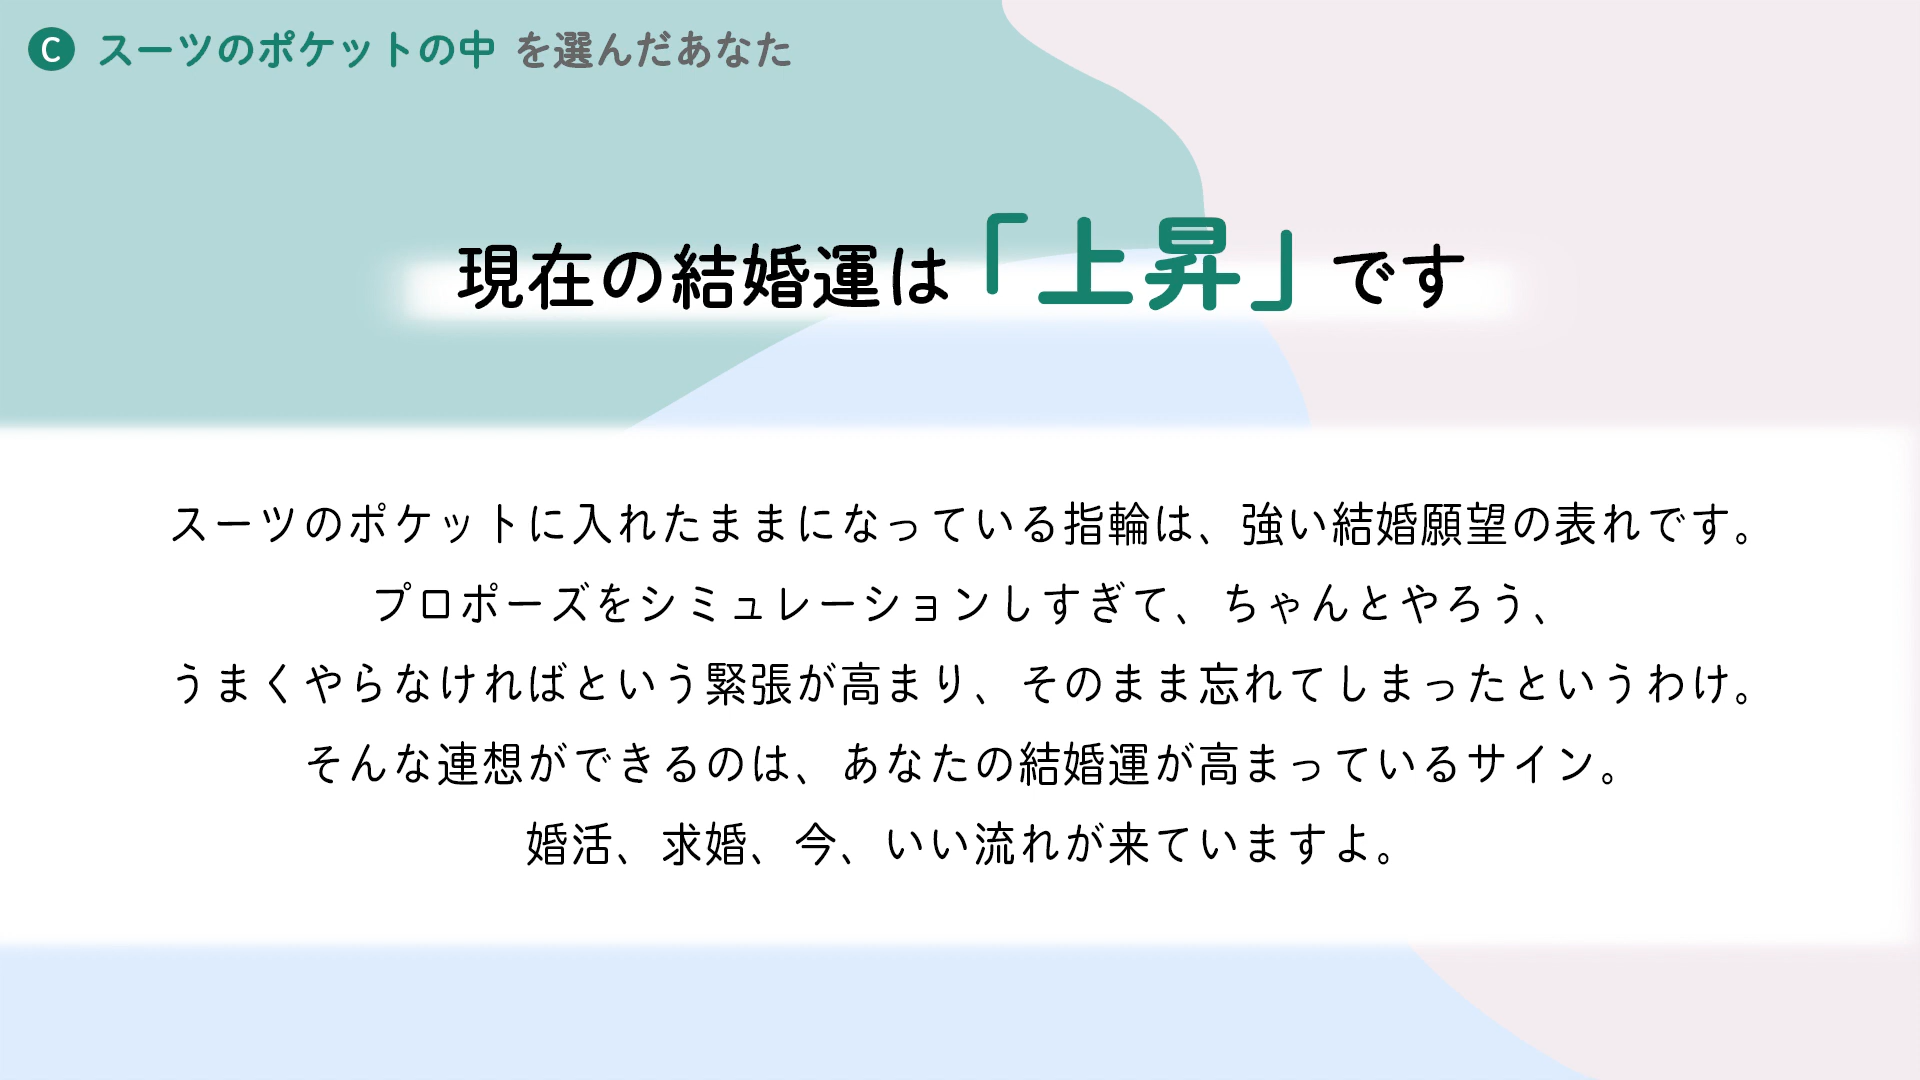 C スーツのポケットの中 を選んだあなた
現在の結婚運は「上昇」です
スーツのポケットに入れたままになっている指輪は、強い結婚願望の表れです。
プロポーズをシミュレーションしすぎて、ちゃんとやろう、
うまくやらなければという緊張が高まり、そのまま忘れてしまったというわけ。
そんな連想ができるのは、あなたの結婚運が高まっているサイン。
婚活、求婚、今、いい流れが来ていますよ。